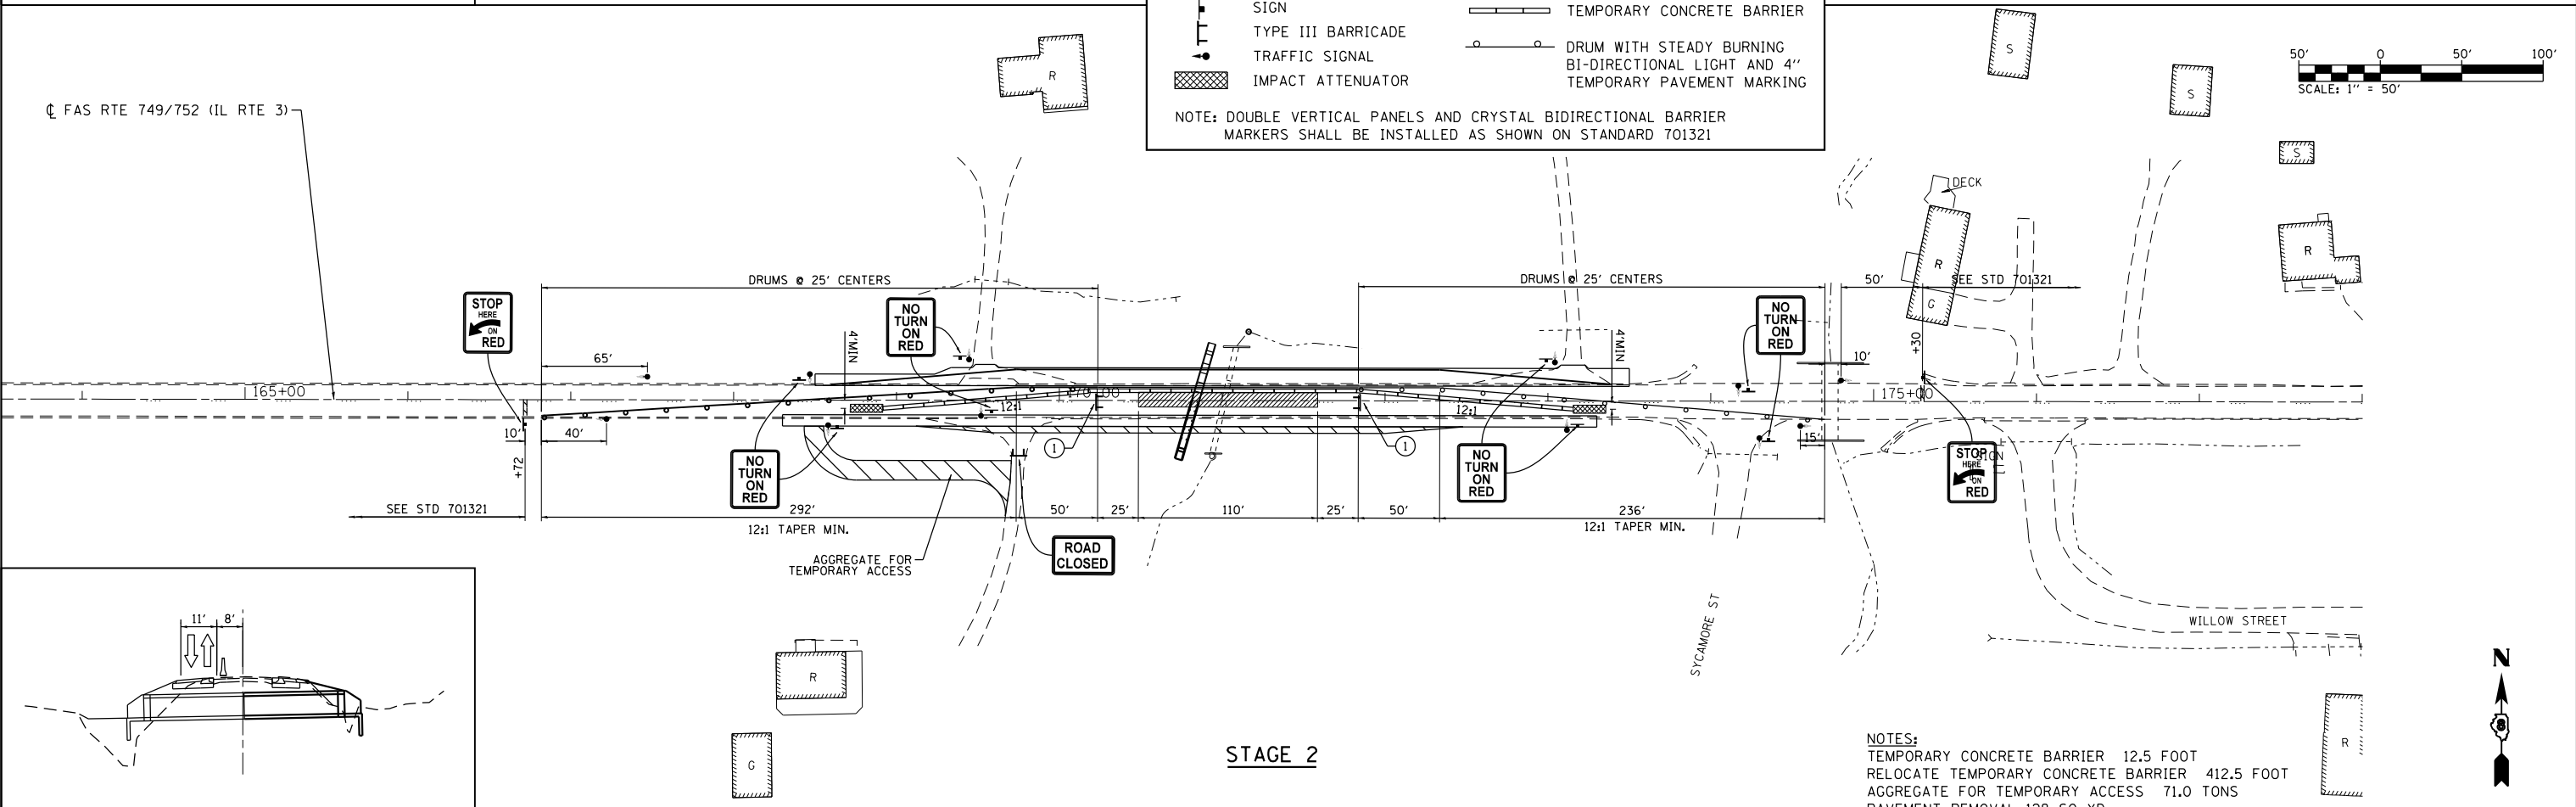 SIGN
TYPE III BARRICADE
TRAFFIC SIGNAL
IMPACT ATTENUATOR
TEMPORARY CONCRETE BARRIER
DRUM WITH STEADY BURNING
BI-DIRECTIONAL LIGHT AND 4''
TEMPORARY PAVEMENT MARKING
NOTE: DOUBLE VERTICAL PANELS AND CRYSTAL BIDIRECTIONAL BARRIER
MARKERS SHALL BE INSTALLED AS SHOWN ON STANDARD 701321
50' 0 50' 100'
SCALE: 1'' = 50'
℄ FAS RTE 749/752 (IL RTE 3)
R
S
S
S
DECK
R
G
R
DRUMS @ 25' CENTERS
DRUMS @ 25' CENTERS
50'
SEE STD 701321
STOP
HERE
ON
RED
NO
TURN
ON
RED
NO
TURN
ON
RED
65'
4'MIN
4'MIN
10'
+30
165+00
170+00
175+00
12:1
12:1
10'
40'
15'
+72
1
1
NO
TURN
ON
RED
NO
TURN
ON
RED
STOP
HERE
ON
RED
SIGN
SEE STD 701321
292'
50'
25'
110'
25'
50'
236'
12:1 TAPER MIN.
12:1 TAPER MIN.
AGGREGATE FOR
TEMPORARY ACCESS
ROAD
CLOSED
SYCAMORE ST
WILLOW STREET
11'
8'
R
G
R
STAGE 2
N
8
NOTES:
TEMPORARY CONCRETE BARRIER 12.5 FOOT
RELOCATE TEMPORARY CONCRETE BARRIER 412.5 FOOT
AGGREGATE FOR TEMPORARY ACCESS 71.0 TONS
PAVEMENT REMOVAL 128 SQ YD